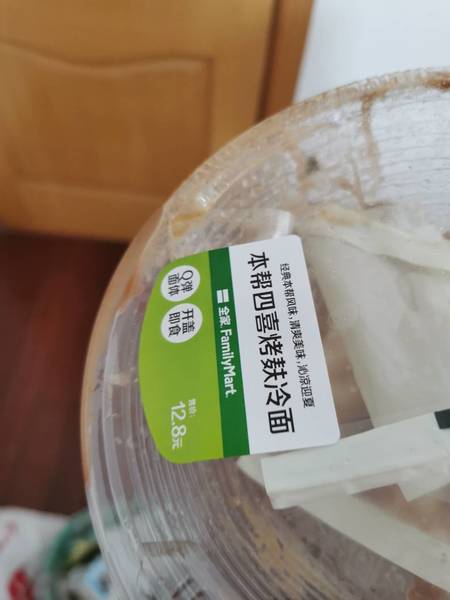 经典本帮风味，清爽美味，沁凉迎夏
本帮四喜烤麸冷面
全家 FamilyMart
Q弹
面体
开盖
即食
售价：
12.8元